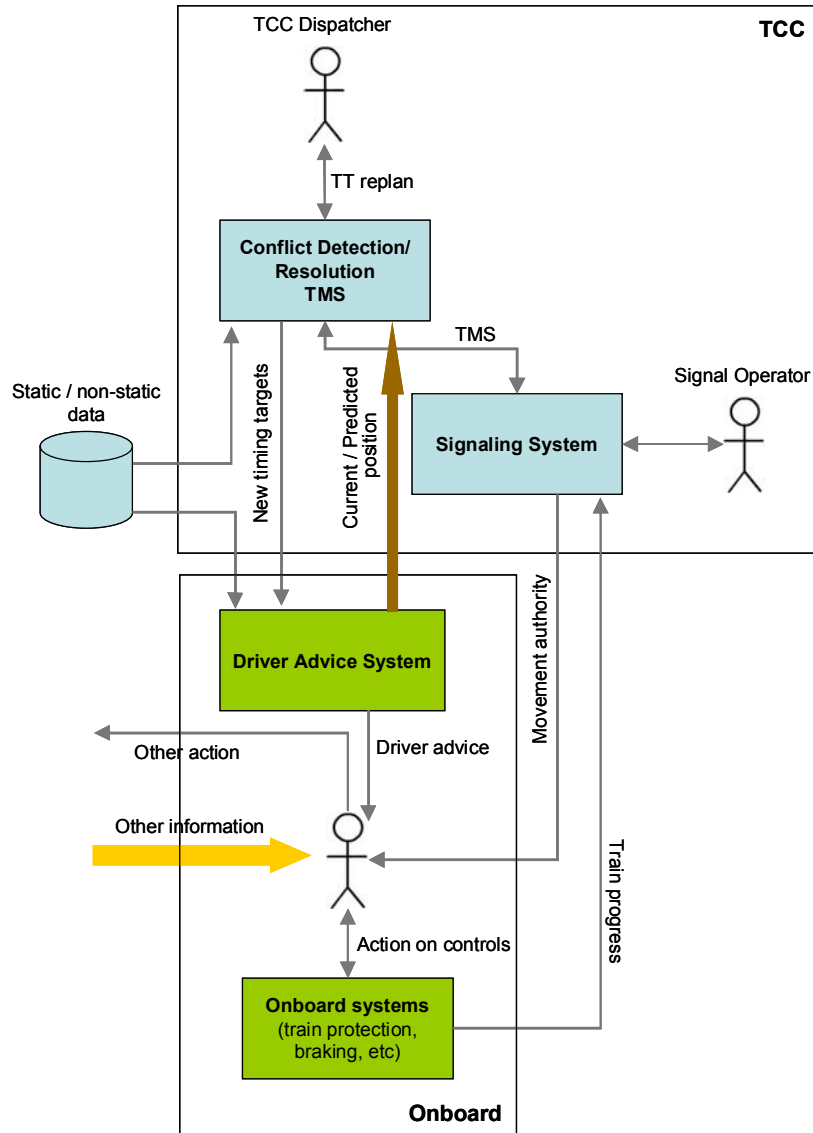 TCC Dispatcher
TCC
TT replan
Conflict Detection/
Resolution
TMS
TMS
Static / non-static
data
Signal Operator
Signaling System
New timing targets
Current / Predicted
position
Driver Advice System
Movement authority
Other action
Driver advice
Other information
Train progress
Action on controls
Onboard systems
(train protection,
braking, etc)
Onboard